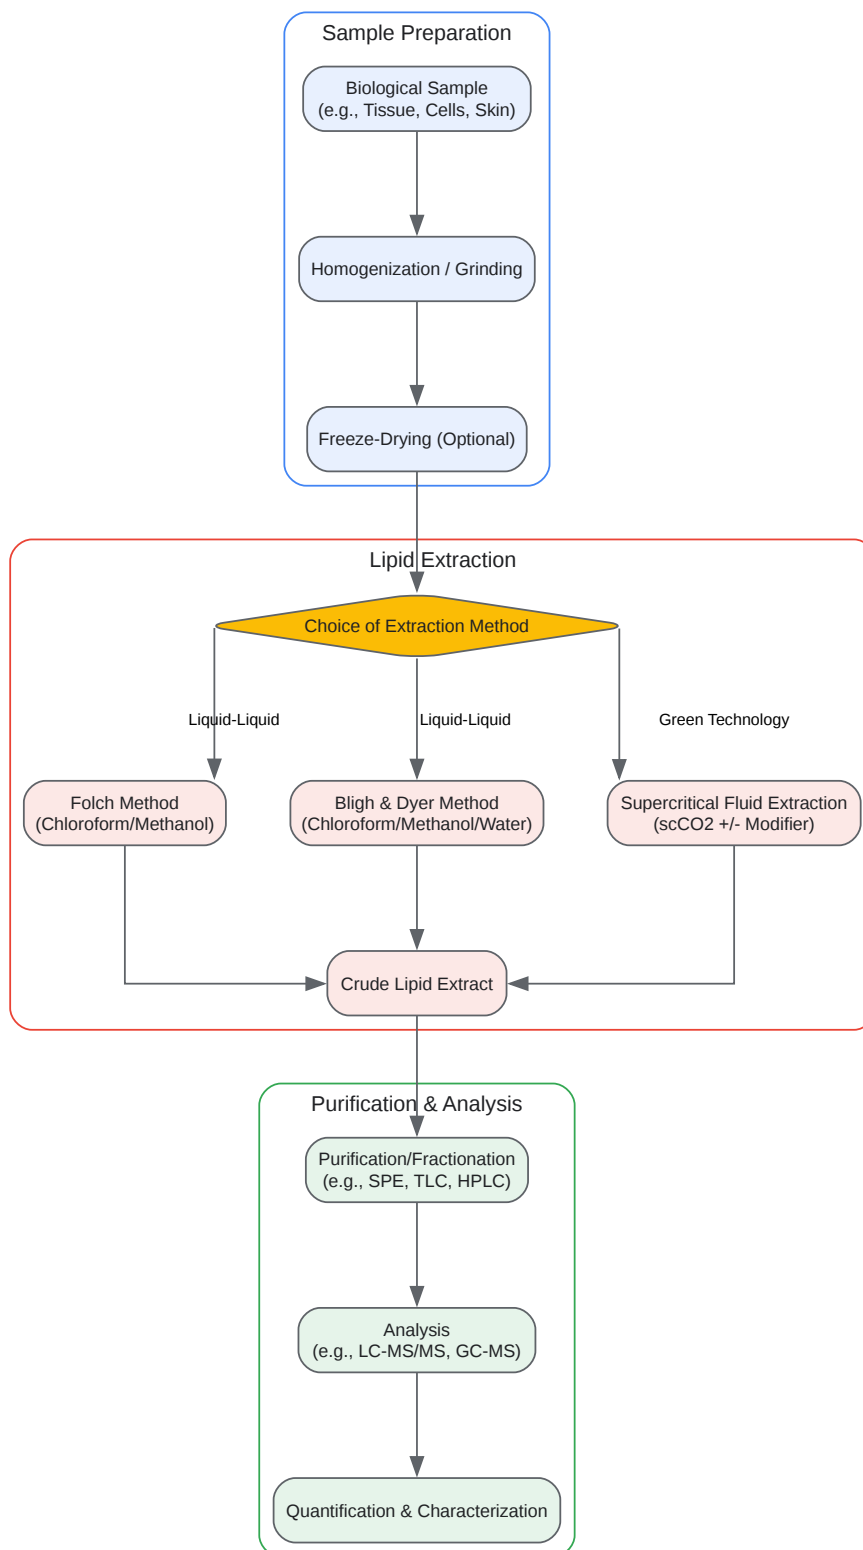 Sample Preparation
Biological Sample
(e.g., Tissue, Cells, Skin)
Homogenization / Grinding
Freeze-Drying (Optional)
Lipid Extraction
Choice of Extraction Method
Liquid-Liquid
Liquid-Liquid
Green Technology
Folch Method
(Chloroform/Methanol)
Bligh & Dyer Method
(Chloroform/Methanol/Water)
Supercritical Fluid Extraction
(scCO2 +/- Modifier)
Crude Lipid Extract
Purification & Analysis
Purification/Fractionation
(e.g., SPE, TLC, HPLC)
Analysis
(e.g., LC-MS/MS, GC-MS)
Quantification & Characterization